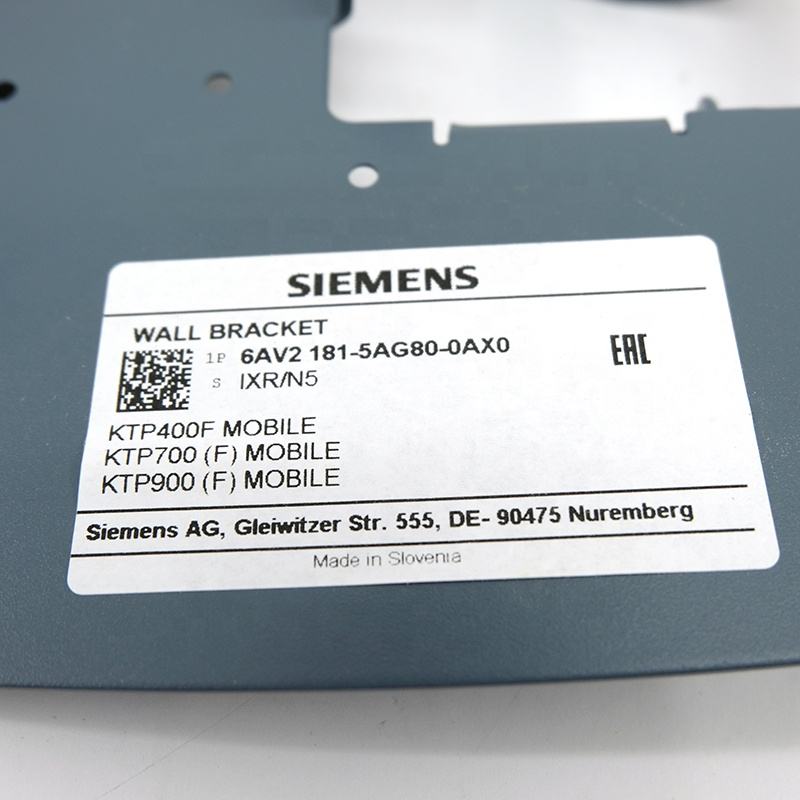 SIEMENS
WALL BRACKET
1P 6AV2 181-5AG80-0AX0
EAC
S IXR/N5
KTP400F MOBILE
KTP700 (F) MOBILE
KTP900 (F) MOBILE
Siemens AG, Gleiwitzer Str. 555, DE- 90475 Nuremberg
Made in Slovenia